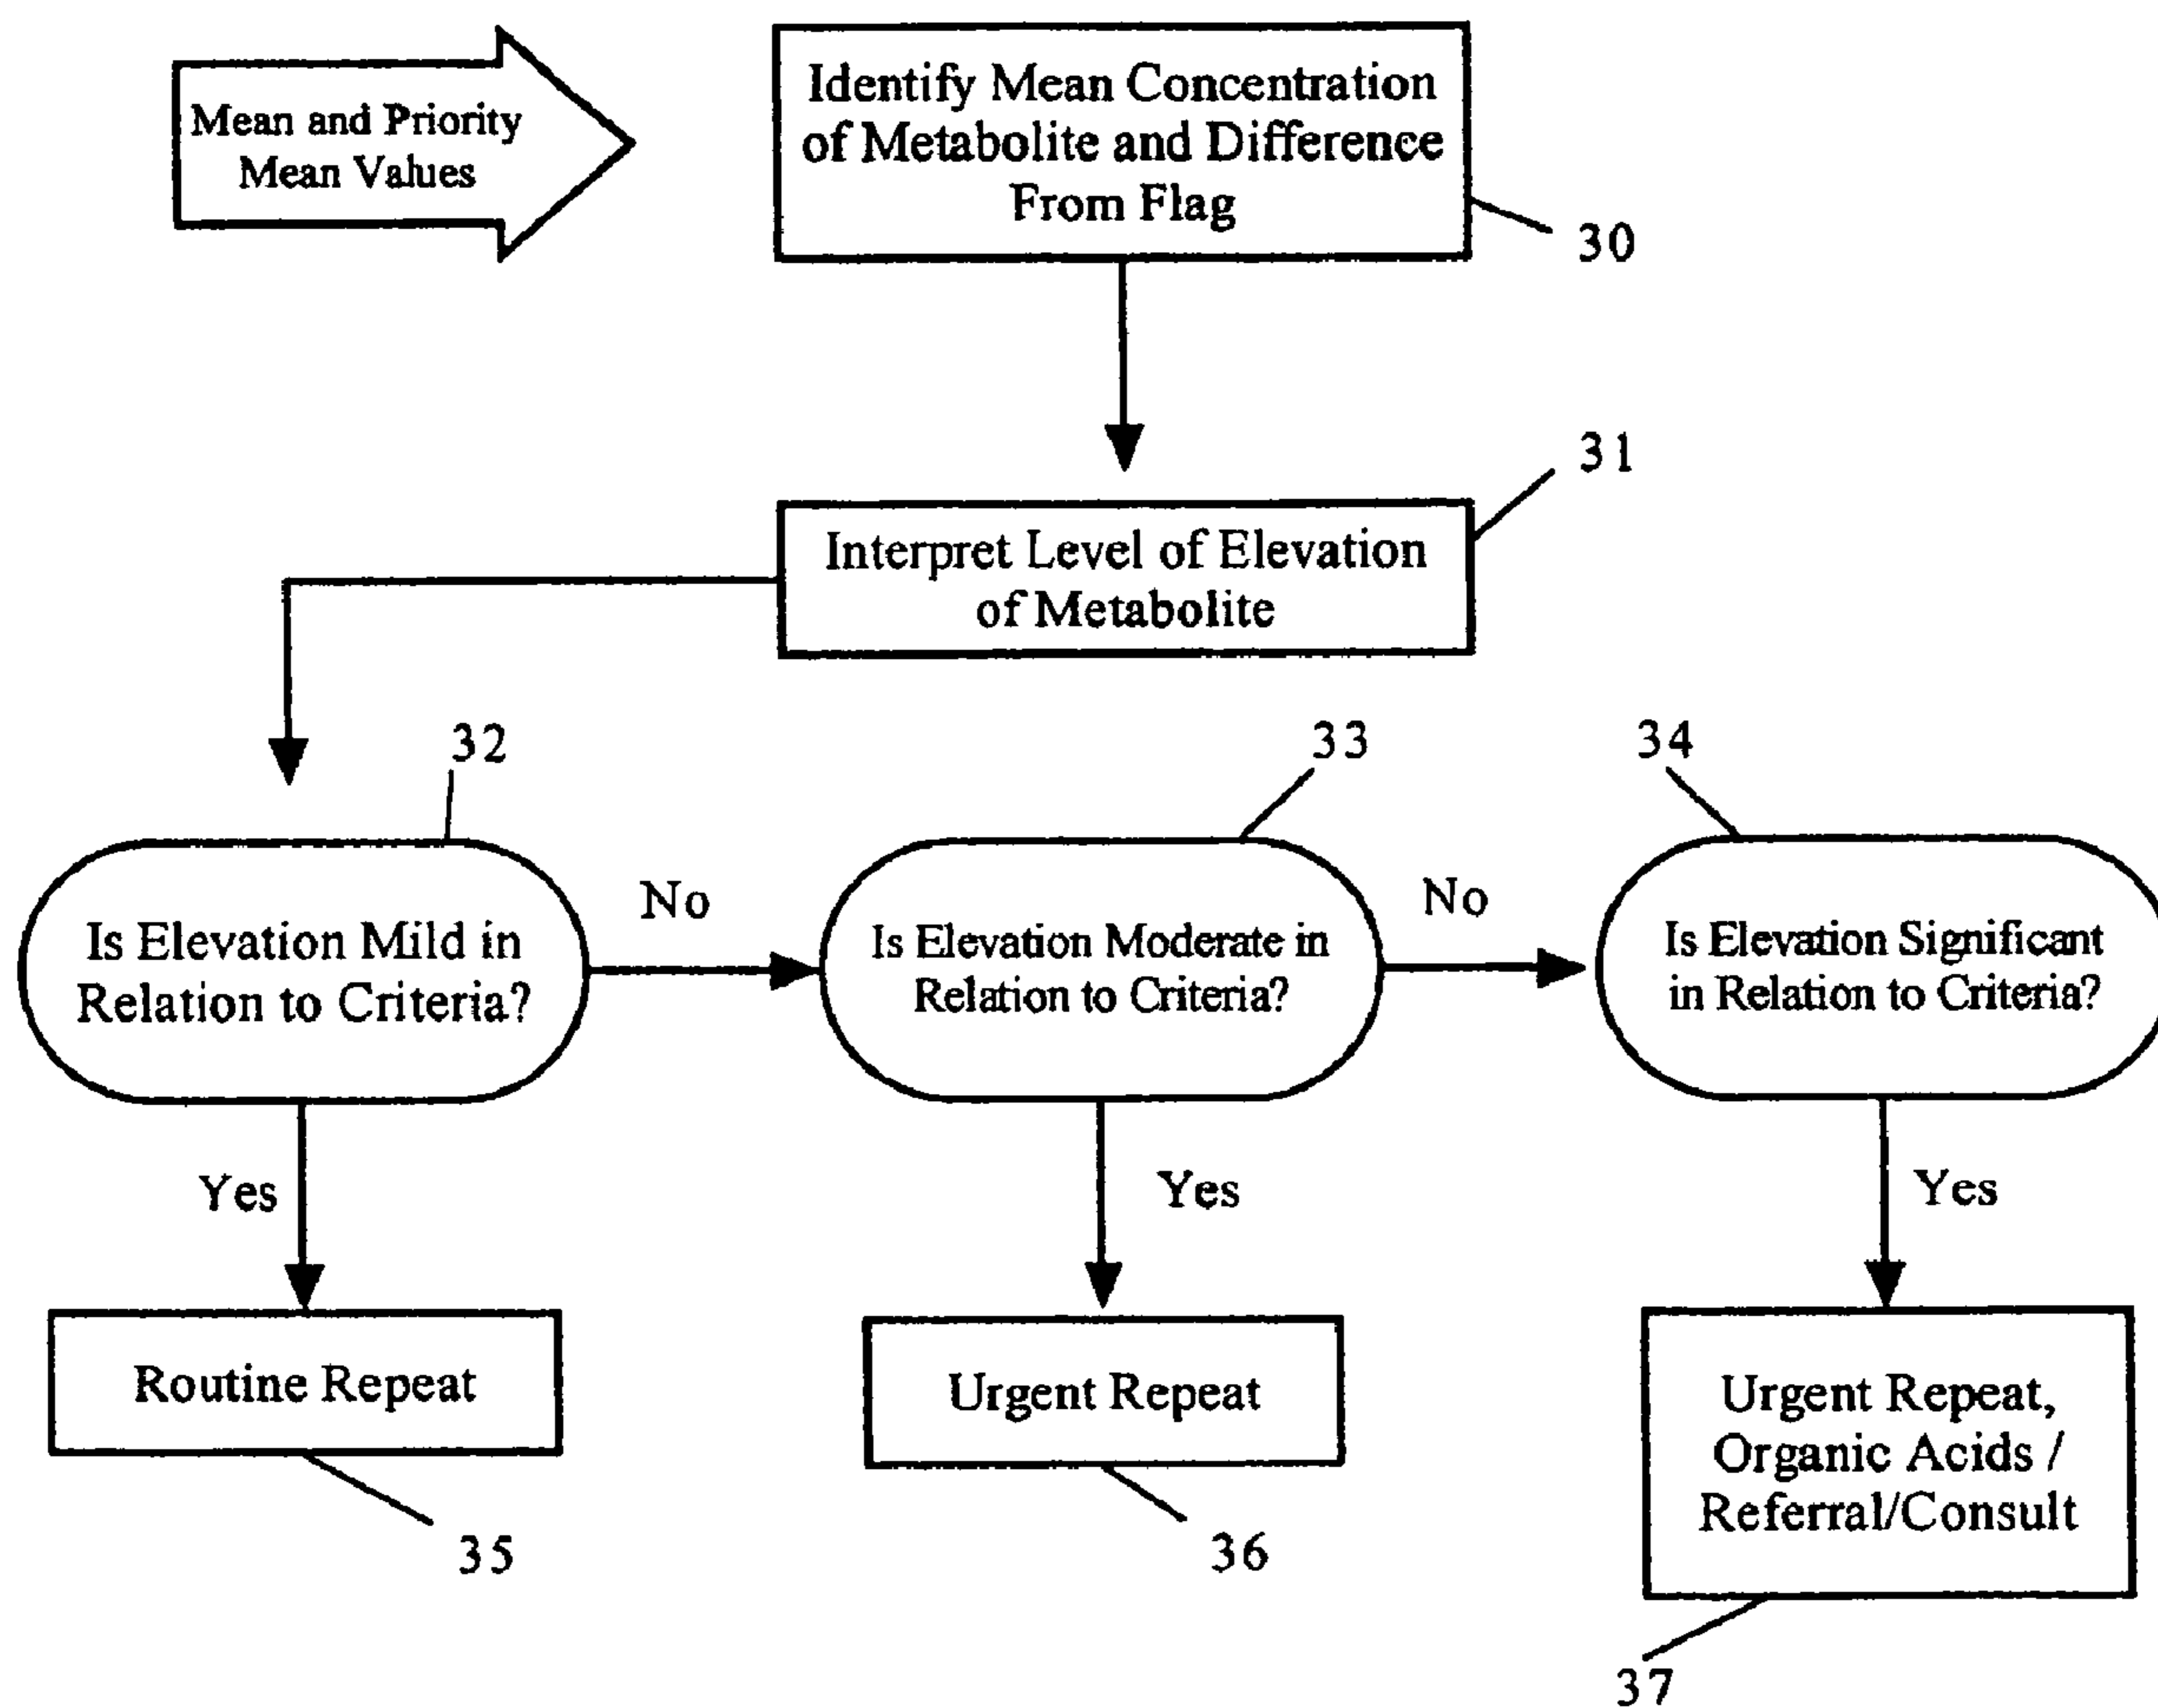 Mean and Priority
Mean Values
Identify Mean Concentration
of Metabolite and Difference
From Flag
30
31
Interpret Level of Elevation
of Metabolite
32
33
34
Is Elevation Mild in
Relation to Criteria?
No
Is Elevation Moderate in
Relation to Criteria?
No
Is Elevation Significant
in Relation to Criteria?
Yes
Yes
Yes
Routine Repeat
Urgent Repeat
Urgent Repeat,
Organic Acids /
Referral/Consult
35
36
37